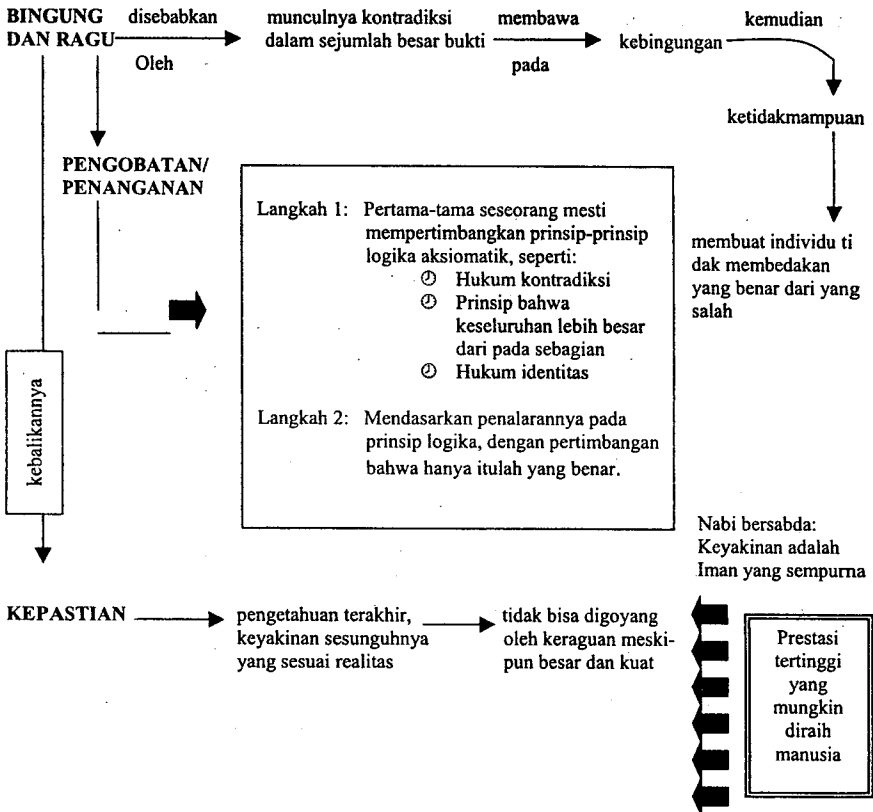 BINGUNG
DAN RAGU
disebabkan
Oleh
munculnya kontradiksi
dalam sejumlah besar bukti
membawa
pada
kebingungan
kemudian
ketidakmampuan
membuat individu ti
dak membedakan
yang benar dari yang
salah
PENGOBATAN/
PENANGANAN
Langkah 1: Pertama-tama seseorang mesti
mempertimbangkan prinsip-prinsip
logika aksiomatik, seperti:
Hukum kontradiksi
Prinsip bahwa
keseluruhan lebih besar
dari pada sebagian
Hukum identitas
Langkah 2: Mendasarkan penalarannya pada
prinsip logika, dengan pertimbangan
bahwa hanya itulah yang benar.
kebalikannya
Nabi bersabda:
Keyakinan adalah
Iman yang sempurna
KEPASTIAN
pengetahuan terakhir,
keyakinan sesunguhnya
yang sesuai realitas
tidak bisa digoyang
oleh keraguan meski-
pun besar dan kuat
Prestasi
tertinggi
yang
mungkin
diraih
manusia